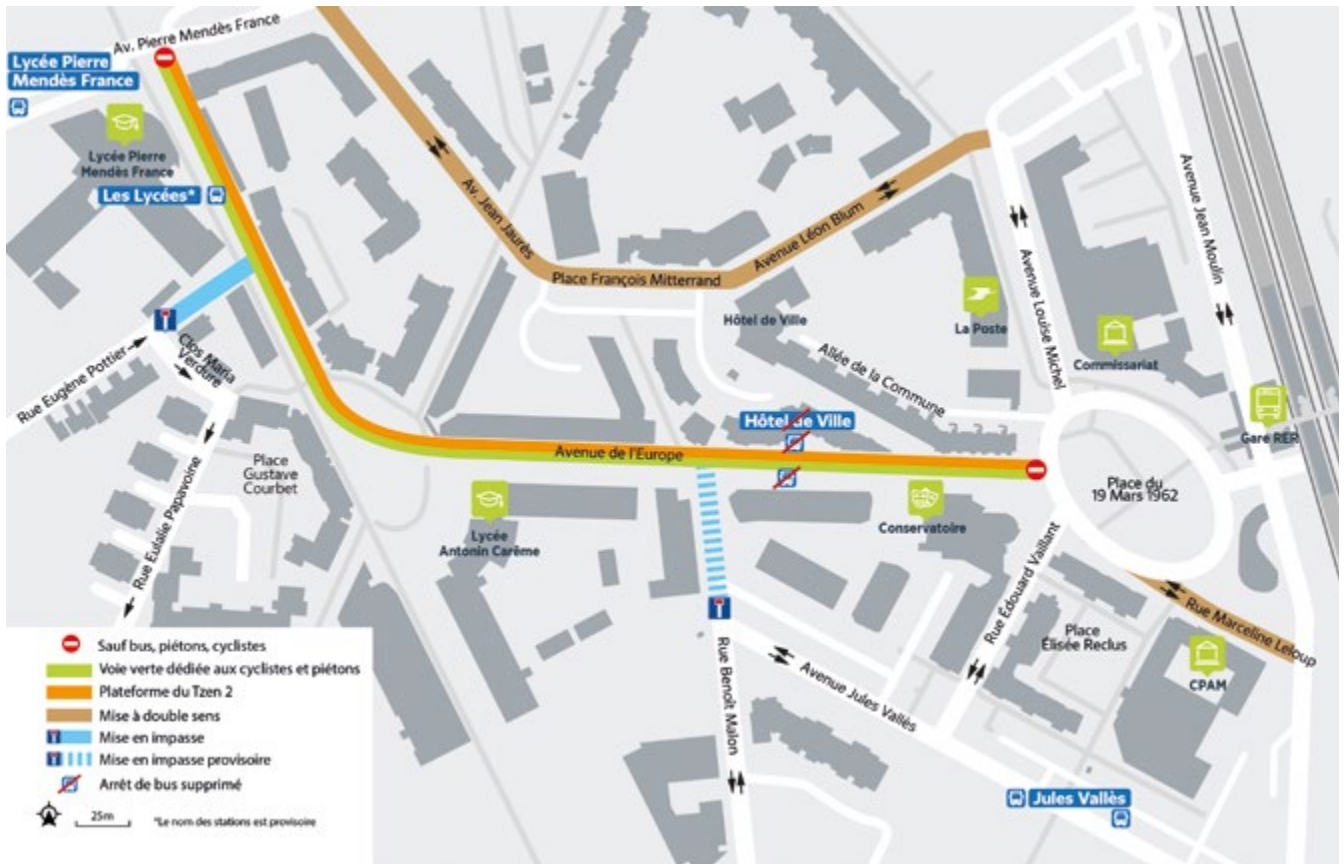 Av. Pierre Mendès France
Lycée Pierre
Mendès France
Lycée Pierre
Mendès France
Les Lycées*
Av. Jean Jaurès
Place François Mitterrand
Avenue Léon Blum
Avenue Louise Michel
Avenue Jean Moulin
Hôtel de Ville
La Poste
Commissariat
Allée de la Commune
Gare RER
Rue Eugène Pottier
Clos Maria
Verdure
Rue Eulalie Papavoine
Place
Gustave
Courbet
Avenue de l'Europe
Hôtel de Ville
Place du
19 Mars 1962
Lycée
Antonin Carême
Conservatoire
Rue Édouard Vaillant
Rue Marceline Leloup
Place
Élisée Reclus
CPAM
Rue Benoit Malon
Avenue Jules Vallès
Jules Vallès
Sauf bus, piétons, cyclistes
Voie verte dédiée aux cyclistes et piétons
Plateforme du Tzen 2
Mise à double sens
Mise en impasse
Mise en impasse provisoire
Arrêt de bus supprimé
25m
*Le nom des stations est provisoire